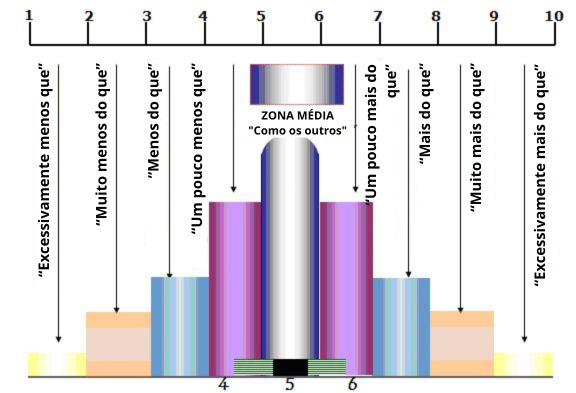 1 2 3 4 5 6 7 8 9 10
“Excessivamente menos que”
“Muito menos do que”
“Menos do que”
“Um pouco menos que”
ZONA MÉDIA
"Como os outros"
“Um pouco mais do
que”
“Mais do que”
“Muito mais do que”
“Excessivamente mais do que”
4 5 6